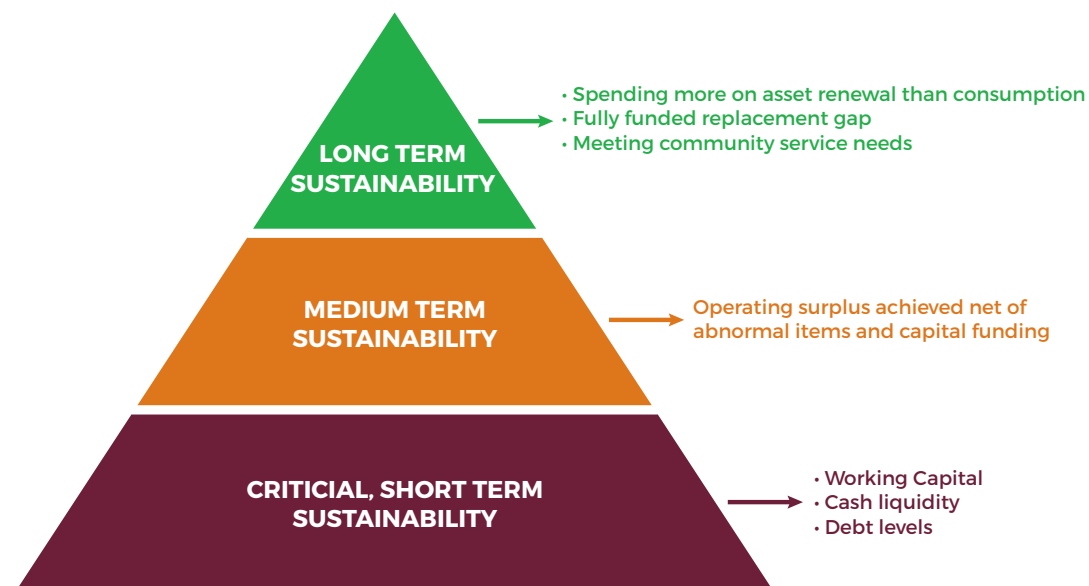 LONG TERM
SUSTAINABILITY
• Spending more on asset renewal than consumption
• Fully funded replacement gap
• Meeting community service needs
MEDIUM TERM
SUSTAINABILITY
Operating surplus achieved net of
abnormal items and capital funding
CRITICIAL, SHORT TERM
SUSTAINABILITY
• Working Capital
• Cash liquidity
• Debt levels